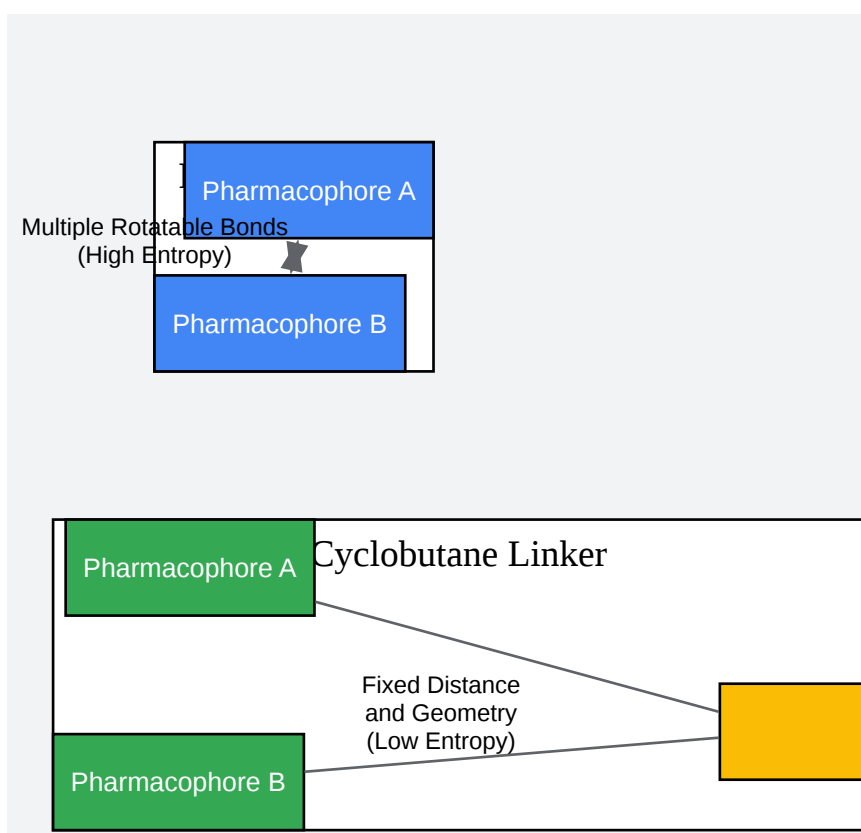 Pharmacophore A
Multiple Rotatable Bonds
(High Entropy)
Pharmacophore B
Cyclobutane Linker
Pharmacophore A
Fixed Distance
and Geometry
(Low Entropy)
Pharmacophore B